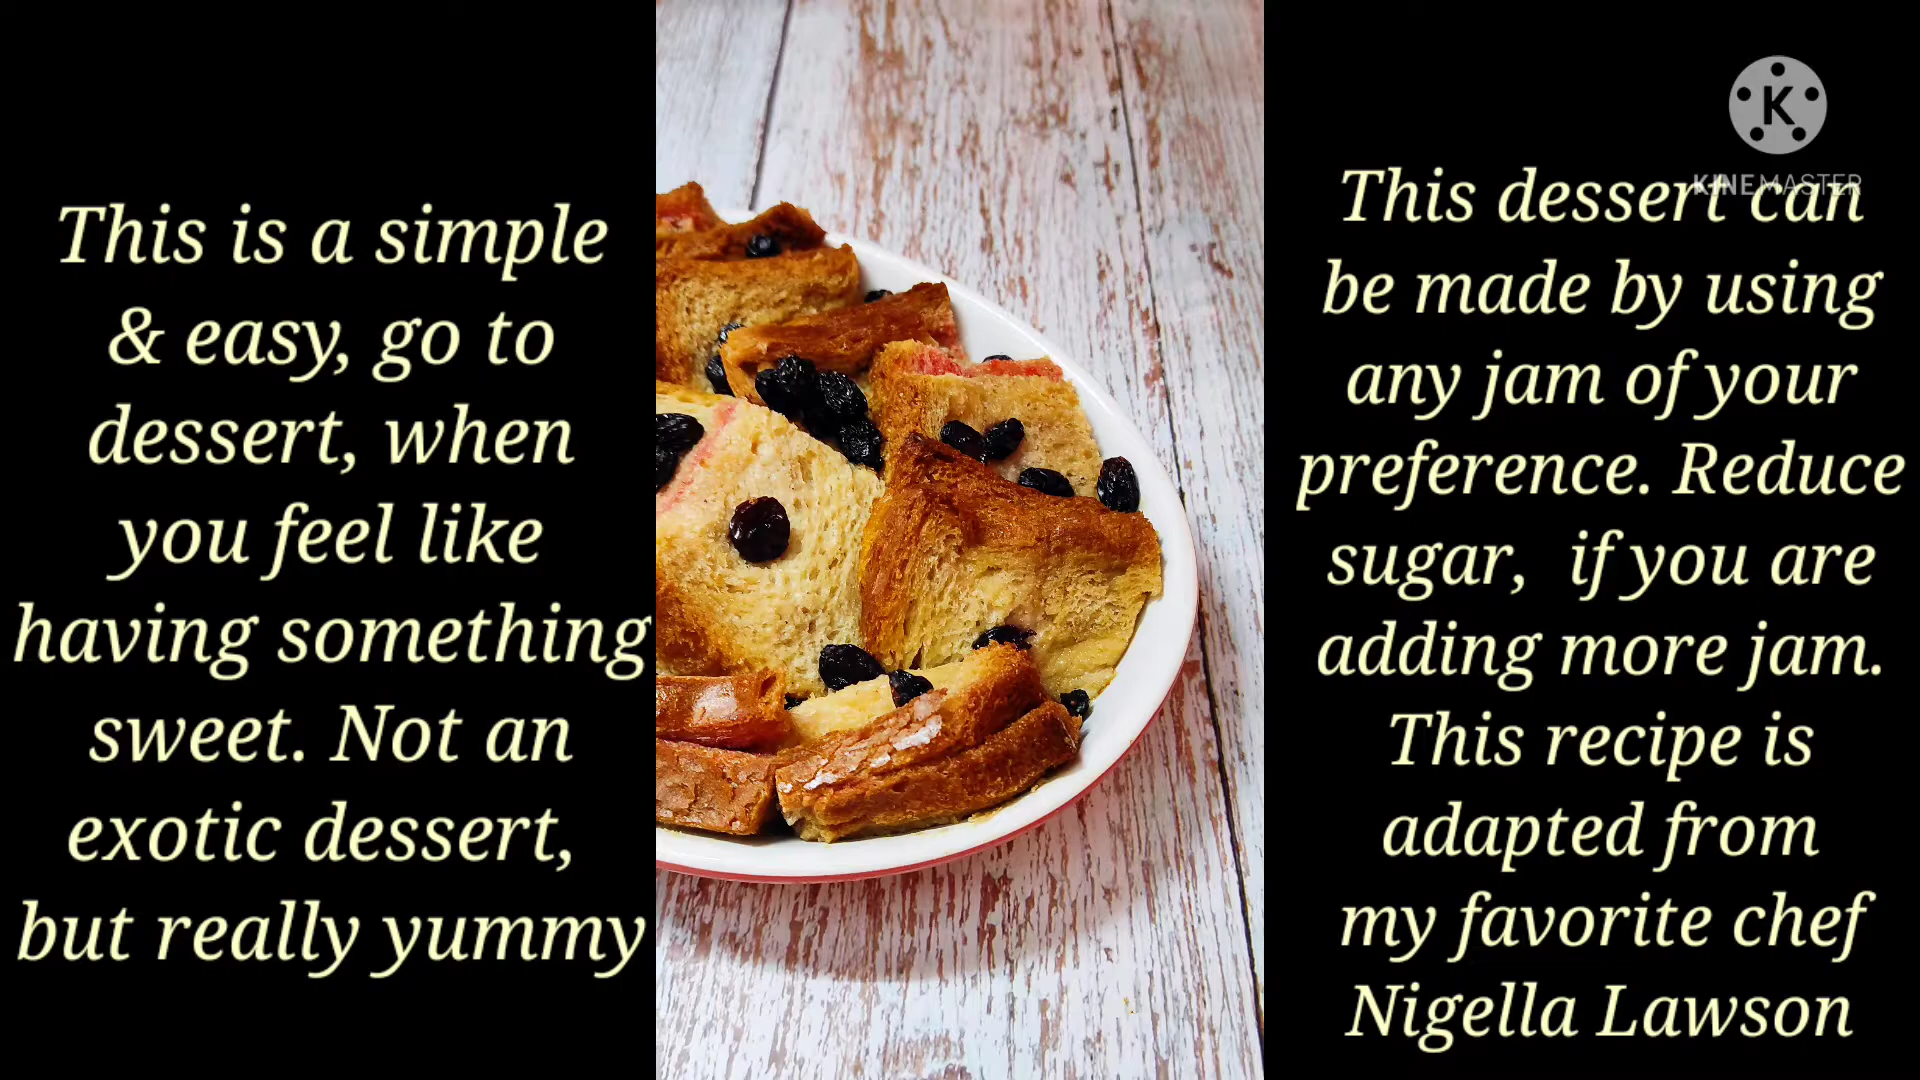 This is a simple
& easy, go to
dessert, when
you feel like
having something
sweet. Not an
exotic dessert,
but really yummy
K
KINEMASTER
This dessert can
be made by using
any jam of your
preference. Reduce
sugar,  if you are
adding more jam.
This recipe is
adapted from
my favorite chef
Nigella Lawson